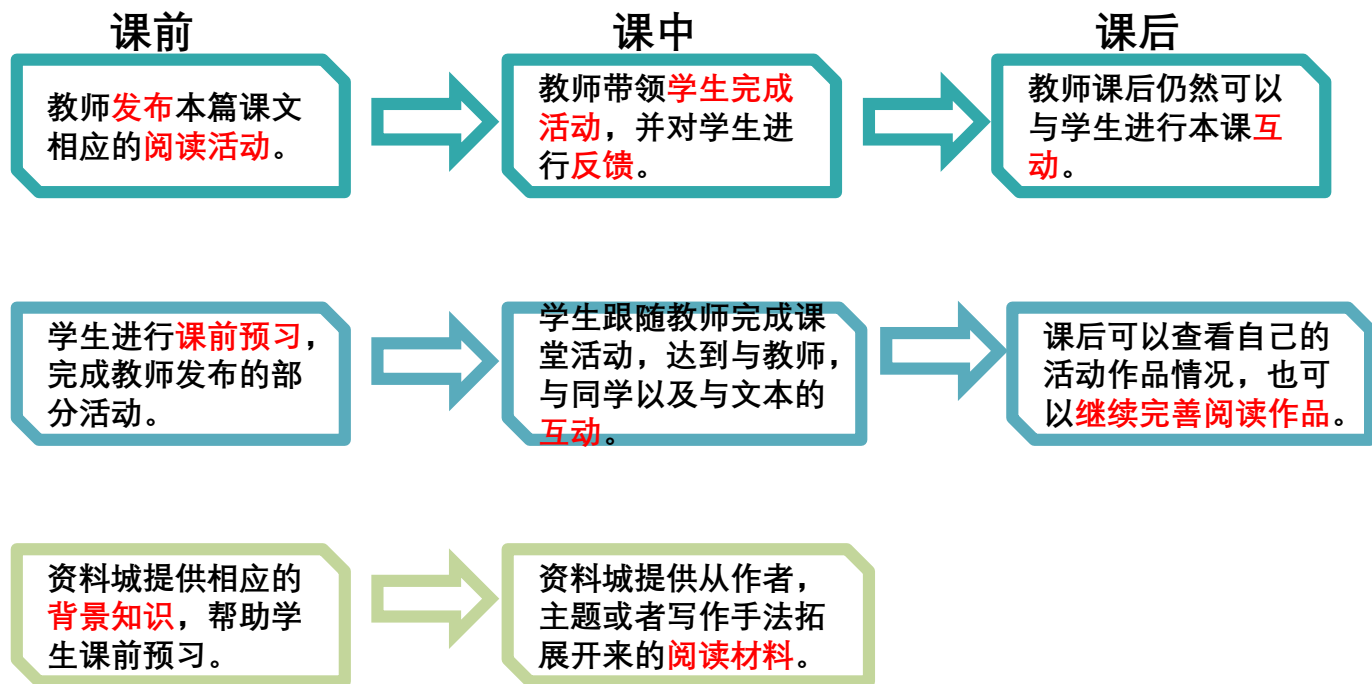 课前
课中
课后
教师发布本篇课文
相应的阅读活动。
教师带领学生完成
活动，并对学生进
行反馈。
教师课后仍然可以
与学生进行本课互
动。
学生进行课前预习，
完成教师发布的部
分活动。
学生跟随教师完成课
堂活动，达到与教师，
与同学以及与文本的
互动。
课后可以查看自己的
活动作品情况，也可
以继续完善阅读作品。
资料城提供相应的
背景知识，帮助学
生课前预习。
资料城提供从作者，
主题或者写作手法拓
展开来的阅读材料。